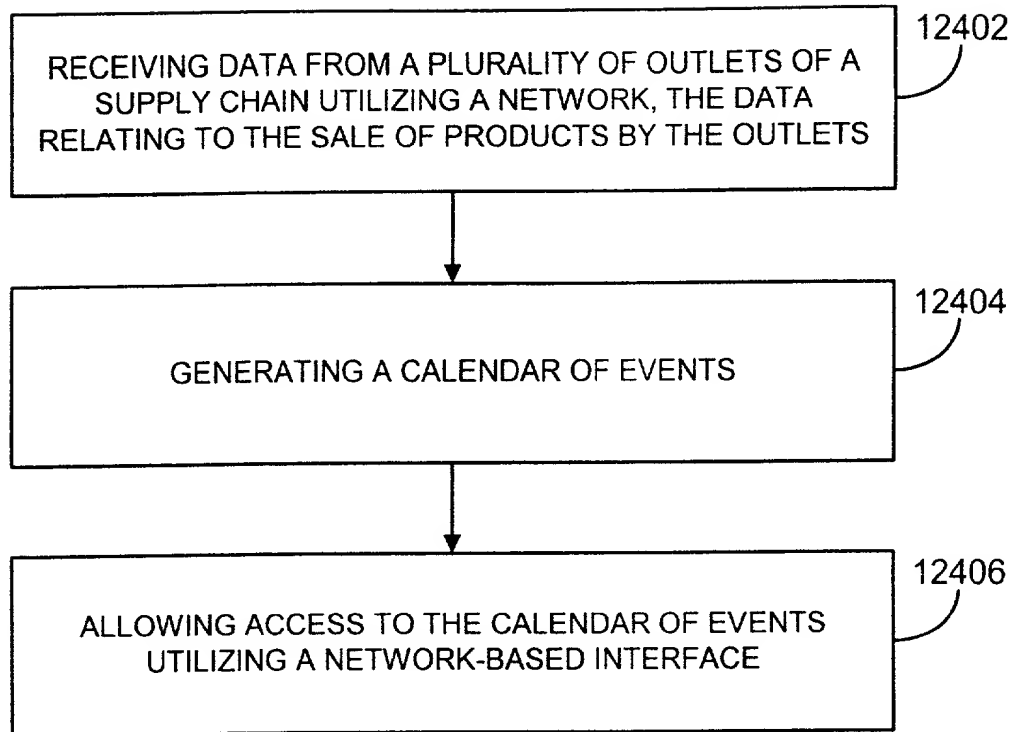 12402
RECEIVING DATA FROM A PLURALITY OF OUTLETS OF A
SUPPLY CHAIN UTILIZING A NETWORK, THE DATA
RELATING TO THE SALE OF PRODUCTS BY THE OUTLETS
12404
GENERATING A CALENDAR OF EVENTS
12406
ALLOWING ACCESS TO THE CALENDAR OF EVENTS
UTILIZING A NETWORK-BASED INTERFACE